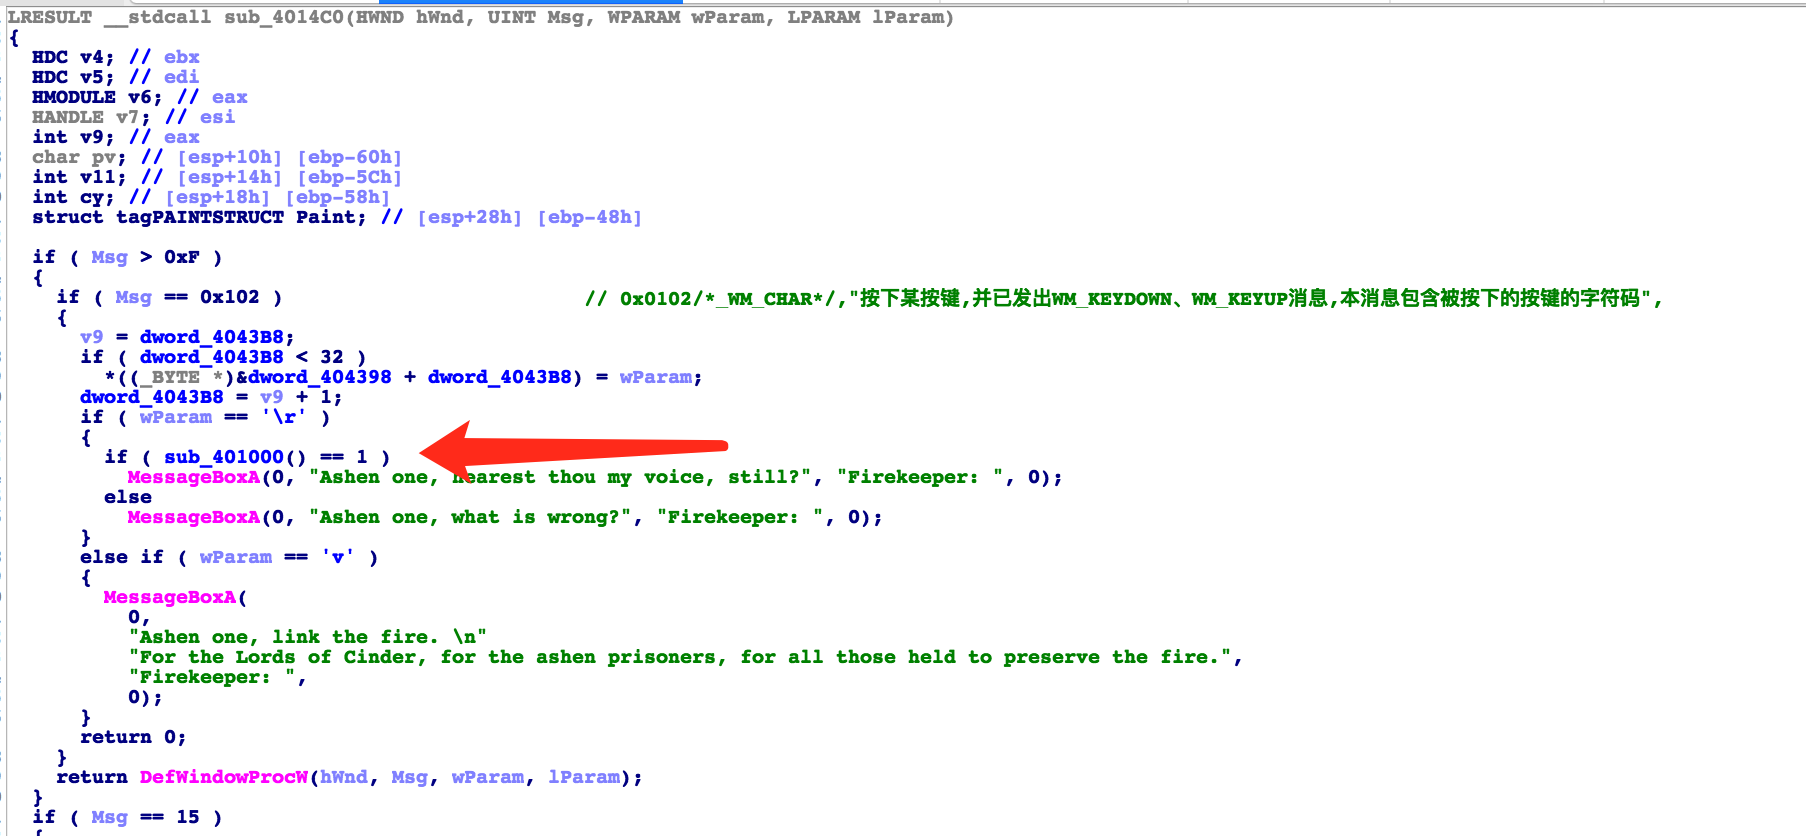 LRESULT __stdcall sub_4014C0(HWND hWnd, UINT Msg, WPARAM wParam, LPARAM lParam)
{
  HDC v4; // ebx
  HDC v5; // edi
  HMODULE v6; // eax
  HANDLE v7; // esi
  int v9; // eax
  char pv; // [esp+10h] [ebp-60h]
  int v11; // [esp+14h] [ebp-5Ch]
  int cy; // [esp+18h] [ebp-58h]
  struct tagPAINTSTRUCT Paint; // [esp+28h] [ebp-48h]
  if ( Msg > 0xF )
  {
    if ( Msg == 0x102 ) // 0x0102/*_WM_CHAR*/,"按下某按键,并已发出WM_KEYDOWN、WM_KEYUP消息,本消息包含被按下的按键的字符码",
    {
      v9 = dword_4043B8;
      if ( dword_4043B8 < 32 )
        *((_BYTE *)&dword_404398 + dword_4043B8) = wParam;
      dword_4043B8 = v9 + 1;
      if ( wParam == '\r' )
      {
        if ( sub_401000() == 1 )
          MessageBoxA(0, "Ashen one, hearest thou my voice, still?", "Firekeeper: ", 0);
        else
          MessageBoxA(0, "Ashen one, what is wrong?", "Firekeeper: ", 0);
      }
      else if ( wParam == 'v' )
      {
        MessageBoxA(
          0,
          "Ashen one, link the fire. \n"
          "For the Lords of Cinder, for the ashen prisoners, for all those held to preserve the fire.",
          "Firekeeper: ",
          0);
      }
      return 0;
    }
    return DefWindowProcW(hWnd, Msg, wParam, lParam);
  }
  if ( Msg == 15 )
  {